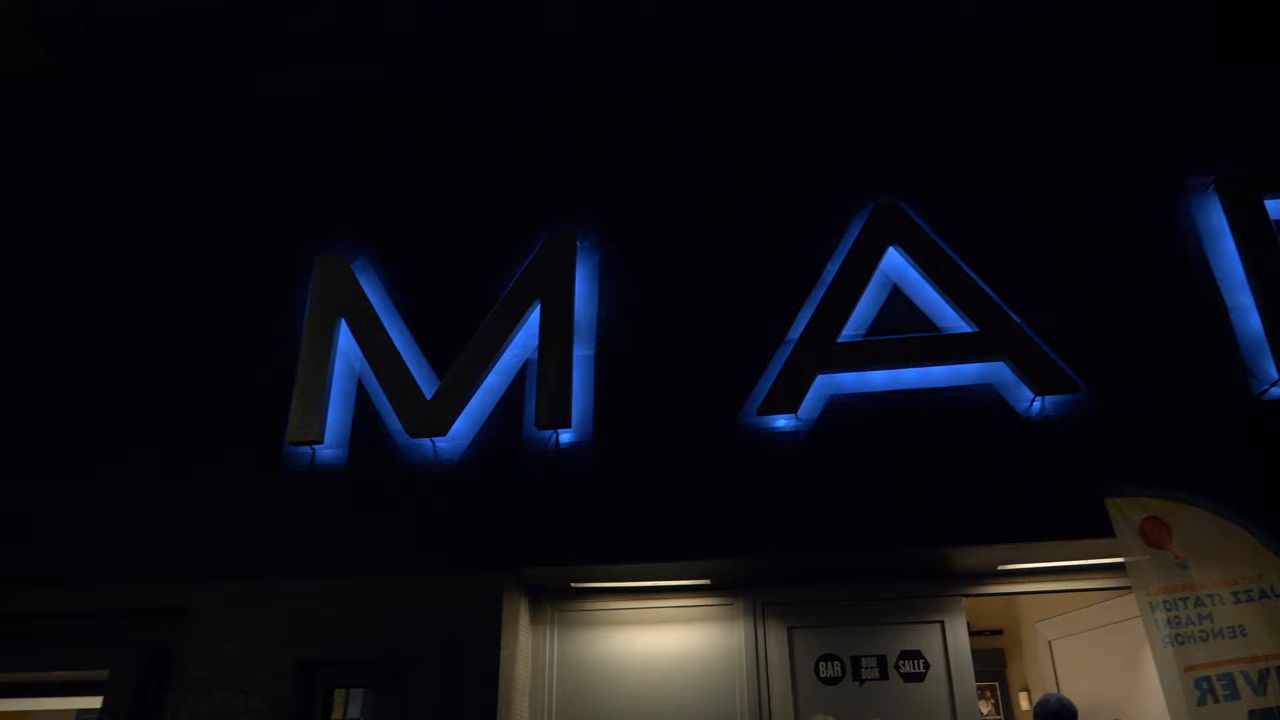 MA
BAR
BOU
DOIR
SALLE
JAZZ STATION
MARNI
SENGHOR